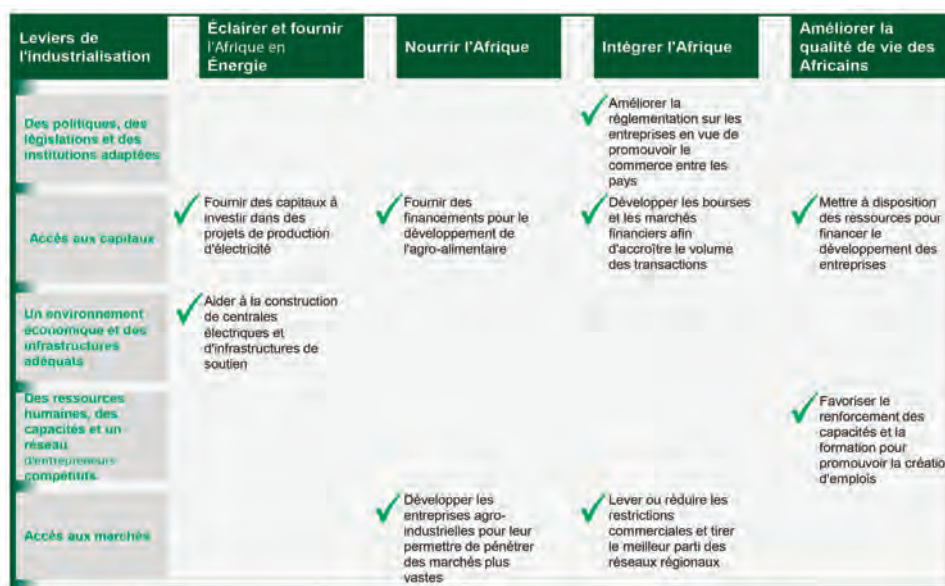 Leviers de
l'industrialisation
Éclairer et fournir
l'Afrique en
Énergie
Nourrir l'Afrique
Intégrer l'Afrique
Améliorer la
qualité de vie des
Africains
Des politiques, des
législations et des
institutions adaptées
Améliorer la
réglementation sur les
entreprises en vue de
promouvoir le
commerce entre les
pays
Accès aux capitaux
Fournir des capitaux à
investir dans des
projets de production
d'électricité
Fournir des
financements pour le
développement de
l'agro-alimentaire
Développer les bourses
et les marchés
financiers afin
d'accroître le volume
des transactions
Mettre à disposition
des ressources pour
financer le
développement des
entreprises
Un environnement
économique et des
infrastructures
adéquats
Aider à la construction
de centrales
électriques et
d'infrastructures de
soutien
Des ressources
humaines, des
capacités et un
réseau
d'entrepreneurs
compétitifs
Favoriser le
renforcement des
capacités et la
formation pour
promouvoir la création
d'emplois
Accès aux marchés
Développer les
entreprises agro-
industrielles pour leur
permettre de pénétrer
des marchés plus
vastes
Lever ou réduire les
restrictions
commerciales et tirer
le meilleur parti des
réseaux régionaux